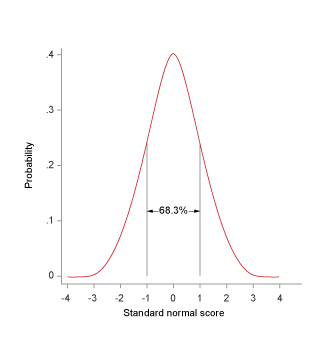 .4
.3
Probability
.2
.1
68.3%
0
-4 -3 -2 -1 0 1 2 3 4
Standard normal score